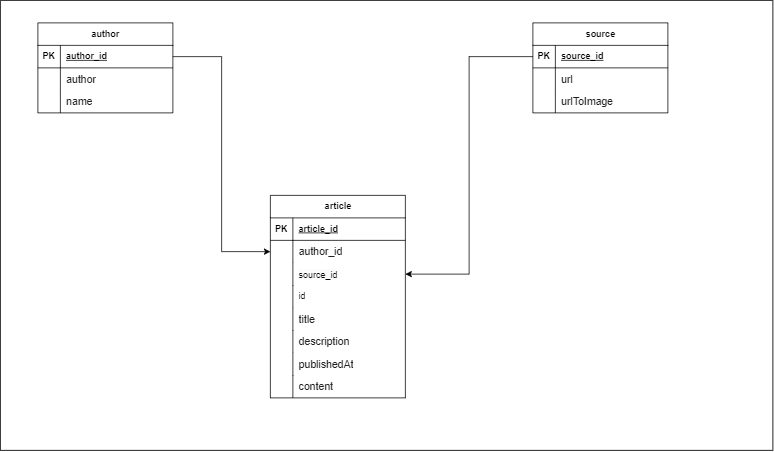 author
PK author_id
author
name
source
PK source_id
url
urlToImage
article
PK article_id
author_id
source_id
id
title
description
publishedAt
content